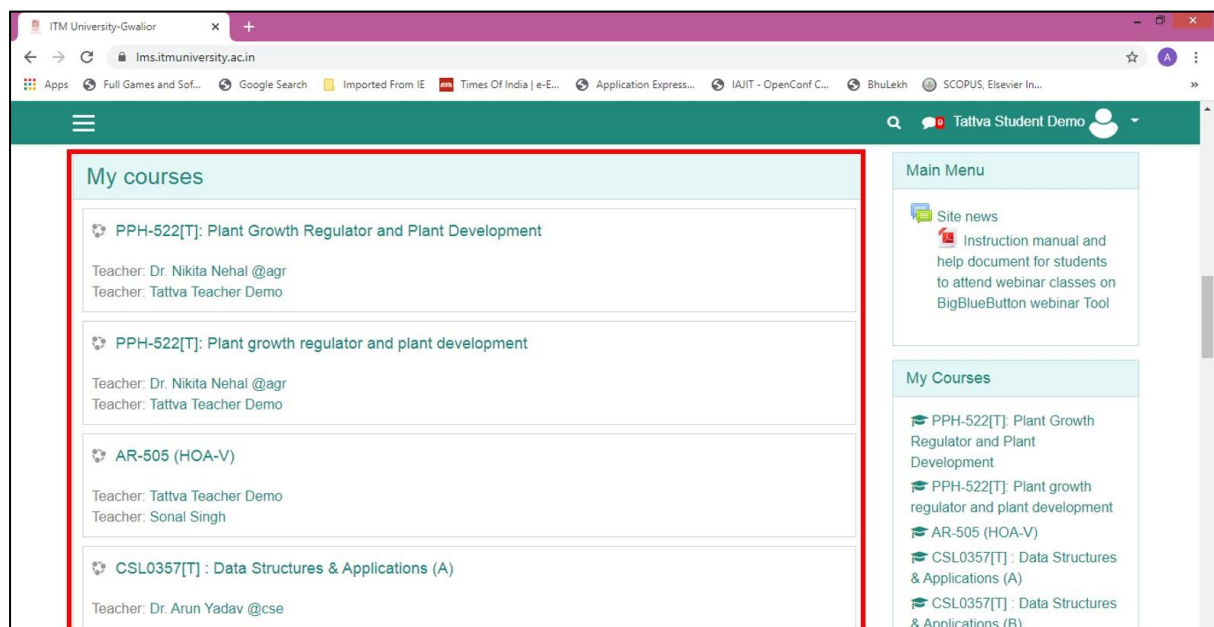 ITM University-Gwalior
lms.itmuniversity.ac.in
A
Apps Full Games and Sof... Google Search Imported From IE Times Of India | e-E... Application Express... IAJIT - OpenConf C... BhuLekh SCOPUS, Elsevier In... »
Tattva Student Demo
My courses
PPH-522[T]: Plant Growth Regulator and Plant Development
Teacher: Dr. Nikita Nehal @agr
Teacher: Tattva Teacher Demo
PPH-522[T]: Plant growth regulator and plant development
Teacher: Dr. Nikita Nehal @agr
Teacher: Tattva Teacher Demo
AR-505 (HOA-V)
Teacher: Tattva Teacher Demo
Teacher: Sonal Singh
CSL0357[T] : Data Structures & Applications (A)
Teacher: Dr. Arun Yadav @cse
Main Menu
Site news
Instruction manual and
help document for students
to attend webinar classes on
BigBlueButton webinar Tool
My Courses
PPH-522[T]: Plant Growth
Regulator and Plant
Development
PPH-522[T]: Plant growth
regulator and plant development
AR-505 (HOA-V)
CSL0357[T] : Data Structures
& Applications (A)
CSL0357[T] : Data Structures
& Applications (B)